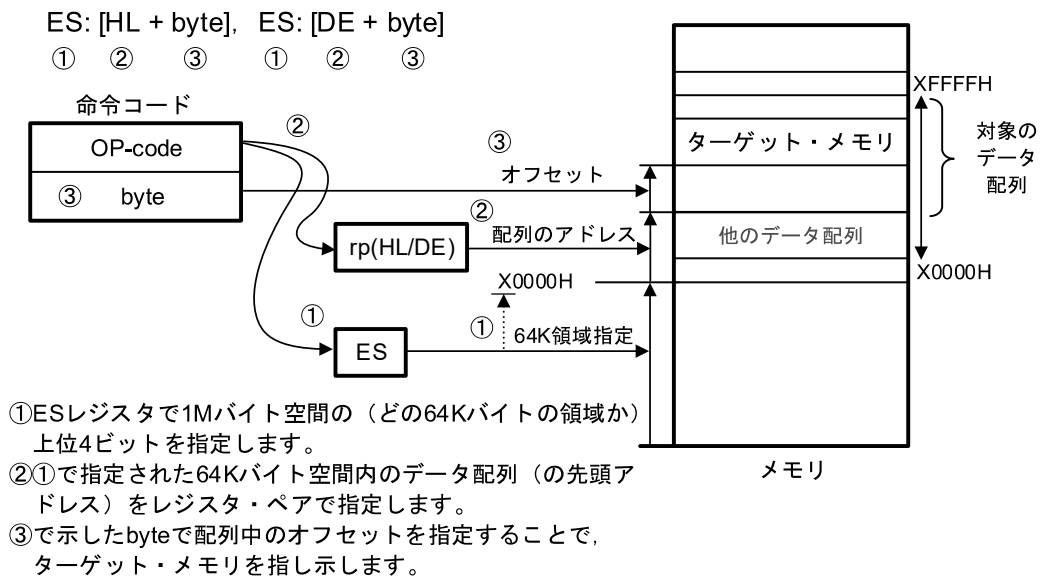 ES: [HL + byte],  ES: [DE + byte]
① ② ③ ① ② ③
命令コード
OP-code
③ byte
②
③
オフセット
②
rp(HL/DE)
配列のアドレス
X0000H
①
①
ES
64K領域指定
XFFFFH
ターゲット・メモリ
対象の
データ
配列
他のデータ配列
X0000H
メモリ
①ESレジスタで1Mバイト空間の（どの64Kバイトの領域か）
上位4ビットを指定します。
②①で指定された64Kバイト空間内のデータ配列（の先頭ア
ドレス）をレジスタ・ペアで指定します。
③で示したbyteで配列中のオフセットを指定することで,
ターゲット・メモリを指し示します。